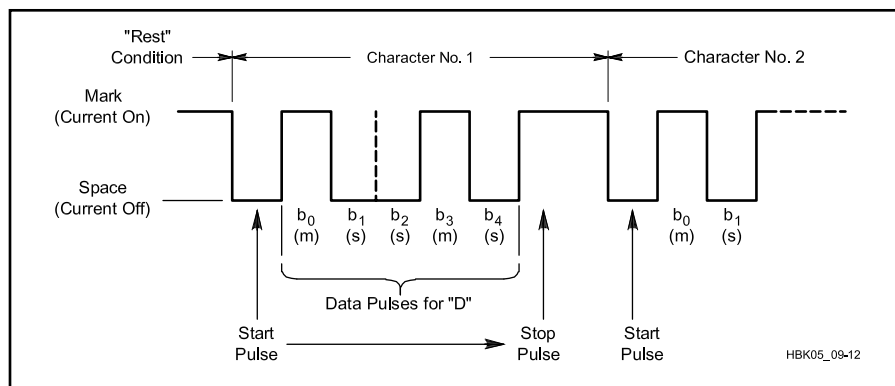 "Rest"
Condition
Character No. 1
Character No. 2
Mark
(Current On)
Space
(Current Off)
b0 b1 b2 b3 b4 b0 b1
(m) (s) (s) (m) (s) (m) (s)
Data Pulses for "D"
Start
Pulse
Stop
Pulse
Start
Pulse
HBK05_09-12